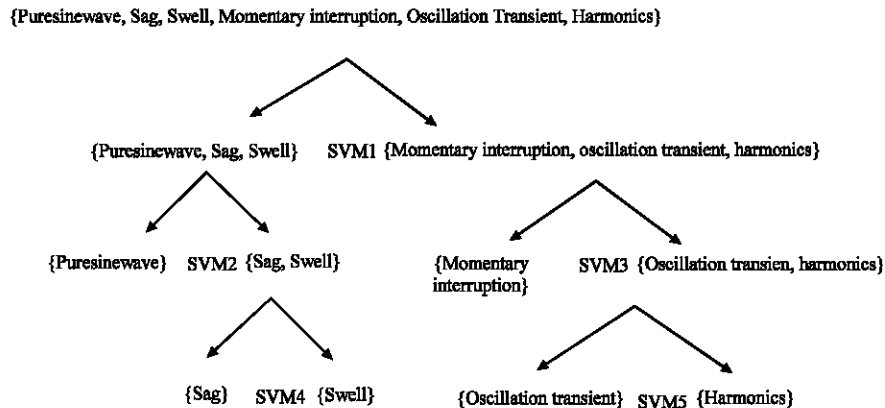 {Puresinewave, Sag, Swell, Momentary interruption, Oscillation Transient, Harmonics}
{Puresinewave, Sag, Swell} SVM1 {Momentary interruption, oscillation transient, harmonics}
{Puresinewave} SVM2 {Sag, Swell} {Momentary SVM3 {Oscillation transien, harmonics}
interruption}
{Sag} SVM4 {Swell} {Oscillation transient} SVM5 {Harmonics}